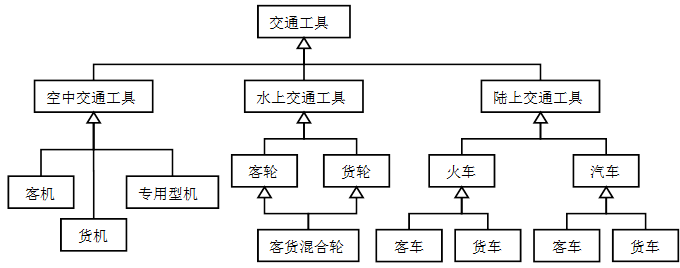 交通工具
空中交通工具
水上交通工具
陆上交通工具
客轮
货轮
火车
汽车
客机
专用型机
货机
客货混合轮
客车
货车
客车
货车